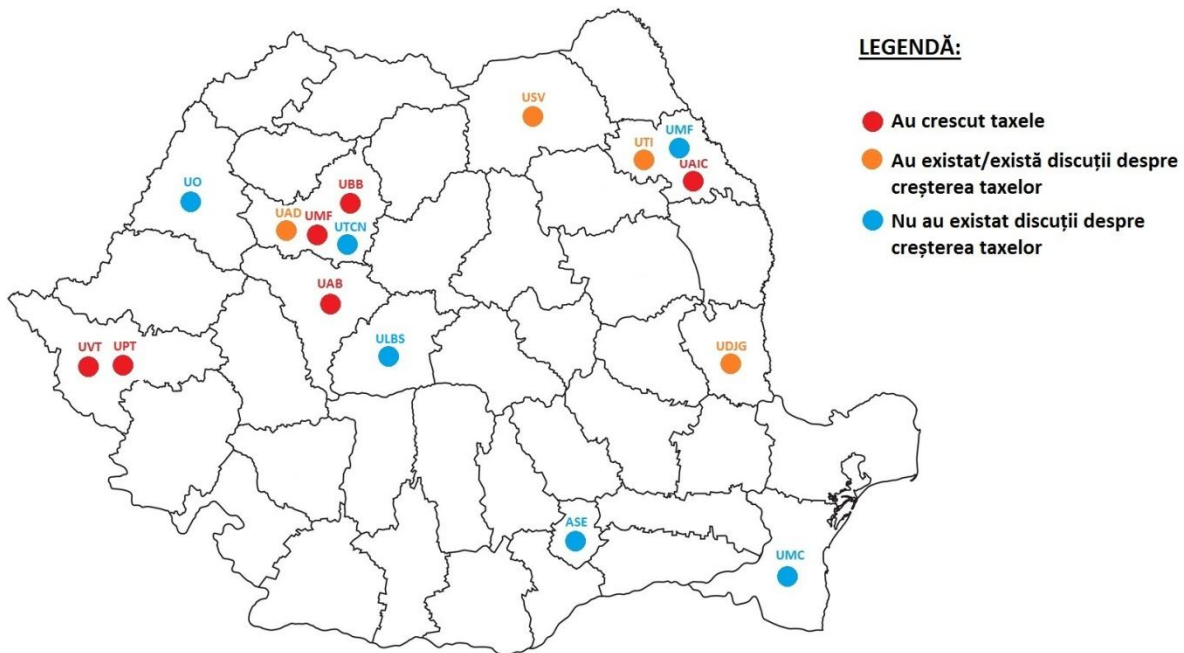 LEGENDĂ:
Au crescut taxele
Au existat/există discuții despre
creșterea taxelor
Nu au existat discuții despre
creșterea taxelor
USV
UTI
UMF
UAIC
UO
UBB
UAD
UMF
UTCN
UAB
ULBS
UVT
UPT
UDJG
ASE
UMC